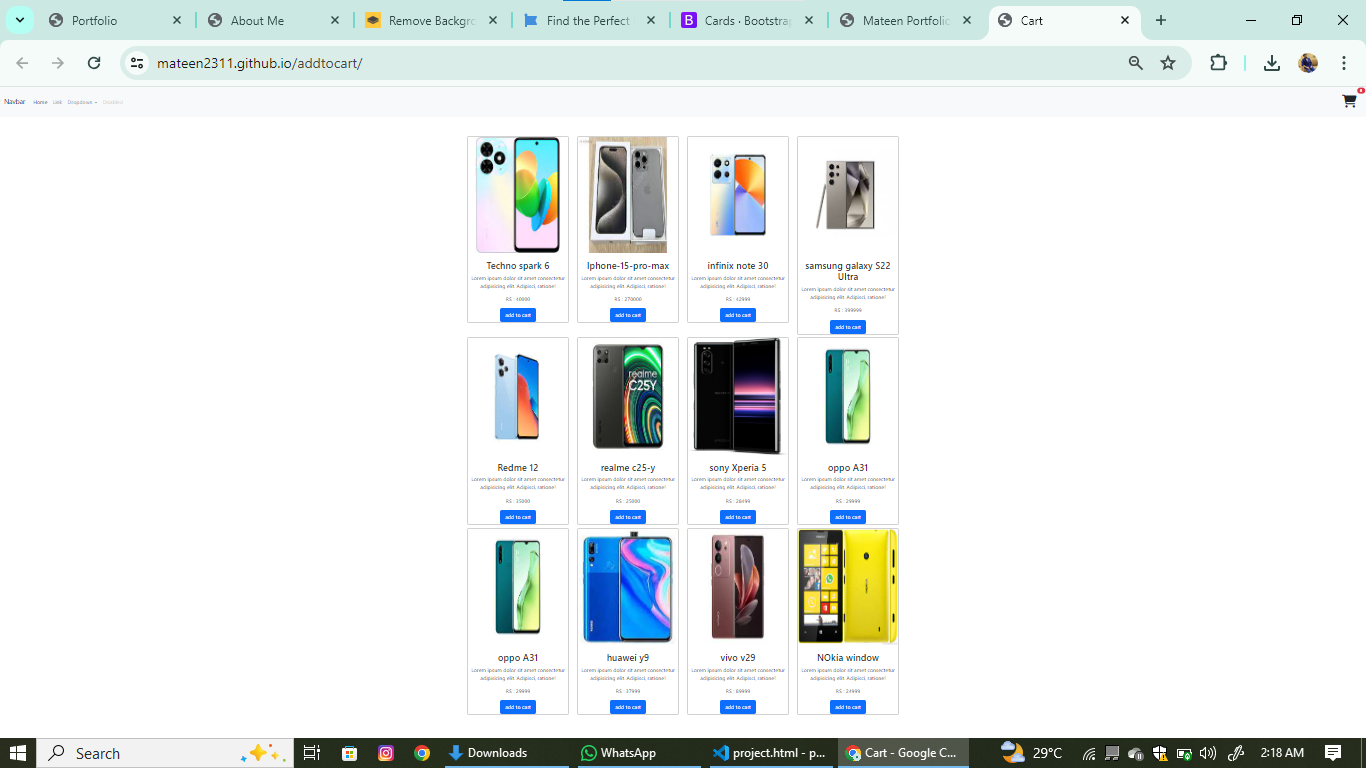 Portfolio
About Me
Remove Backgro
Find the Perfect
Cards · Bootstrap
Mateen Portfolio
Cart
mateen2311.github.io/addtocart/
Navbar Home Link Dropdown Disabled
0
Techno spark 6
Lorem ipsum dolor sit amet consectetur
adipisicing elit. Adipisci, ratione!
RS : 40000
add to cart
Iphone-15-pro-max
Lorem ipsum dolor sit amet consectetur
adipisicing elit. Adipisci, ratione!
RS : 270000
add to cart
infinix note 30
Lorem ipsum dolor sit amet consectetur
adipisicing elit. Adipisci, ratione!
RS : 42999
add to cart
samsung galaxy S22
Ultra
Lorem ipsum dolor sit amet consectetur
adipisicing elit. Adipisci, ratione!
RS : 399999
add to cart
Redme 12
Lorem ipsum dolor sit amet consectetur
adipisicing elit. Adipisci, ratione!
RS : 35000
add to cart
realme
C25Y
realme c25-y
Lorem ipsum dolor sit amet consectetur
adipisicing elit. Adipisci, ratione!
RS : 25000
add to cart
sony Xperia 5
Lorem ipsum dolor sit amet consectetur
adipisicing elit. Adipisci, ratione!
RS : 28499
add to cart
oppo A31
Lorem ipsum dolor sit amet consectetur
adipisicing elit. Adipisci, ratione!
RS : 29999
add to cart
oppo A31
Lorem ipsum dolor sit amet consectetur
adipisicing elit. Adipisci, ratione!
RS : 29999
add to cart
huawei y9
Lorem ipsum dolor sit amet consectetur
adipisicing elit. Adipisci, ratione!
RS : 37999
add to cart
vivo v29
Lorem ipsum dolor sit amet consectetur
adipisicing elit. Adipisci, ratione!
RS : 89999
add to cart
NOkia window
Lorem ipsum dolor sit amet consectetur
adipisicing elit. Adipisci, ratione!
RS : 24999
add to cart
Search
Downloads
WhatsApp
project.html - p...
Cart - Google C...
29°C
2:18 AM